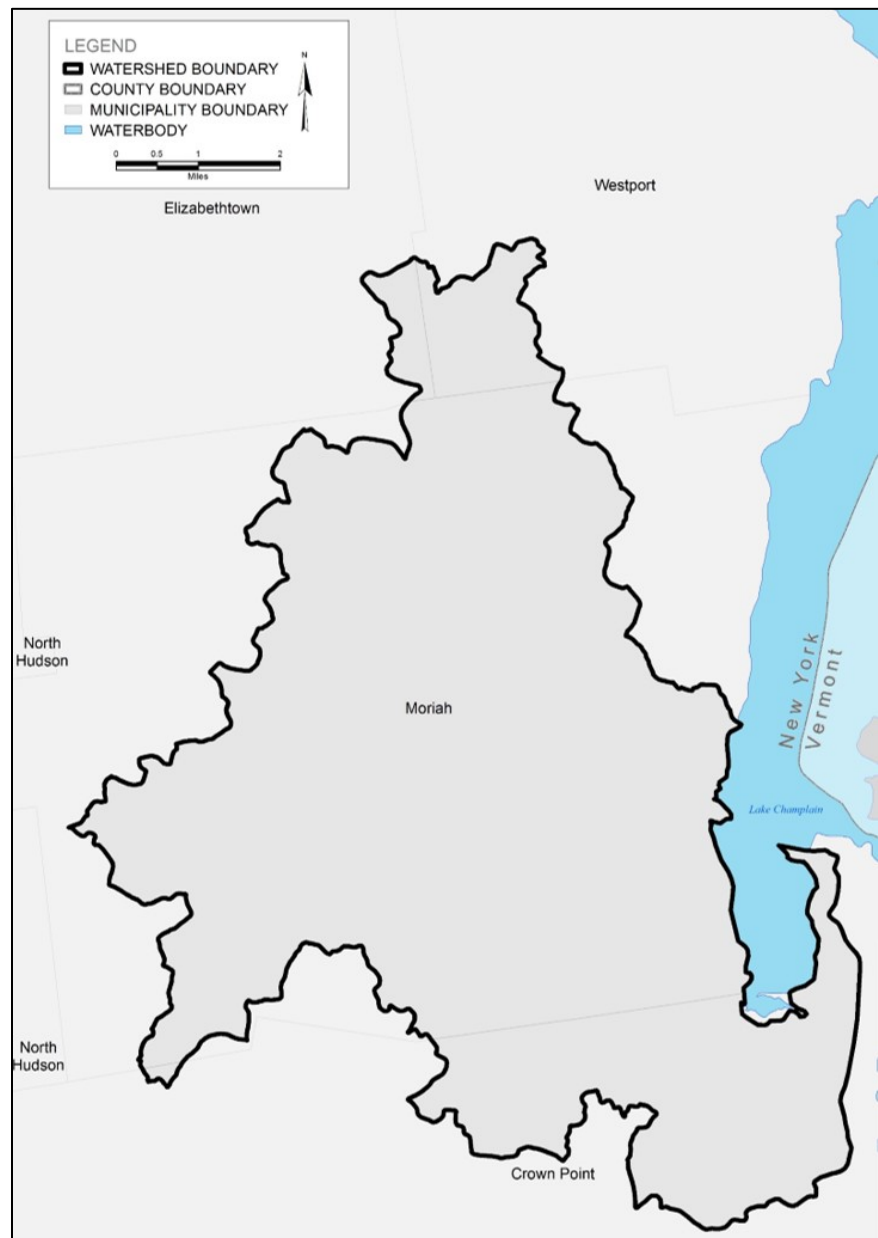 LEGEND
N
WATERSHED BOUNDARY
COUNTY BOUNDARY
MUNICIPALITY BOUNDARY
WATERBODY
0 0.5 1 2
Miles
Elizabethtown
Westport
North
Hudson
New York
Vermont
Moriah
Lake Champlain
North
Hudson
Crown Point